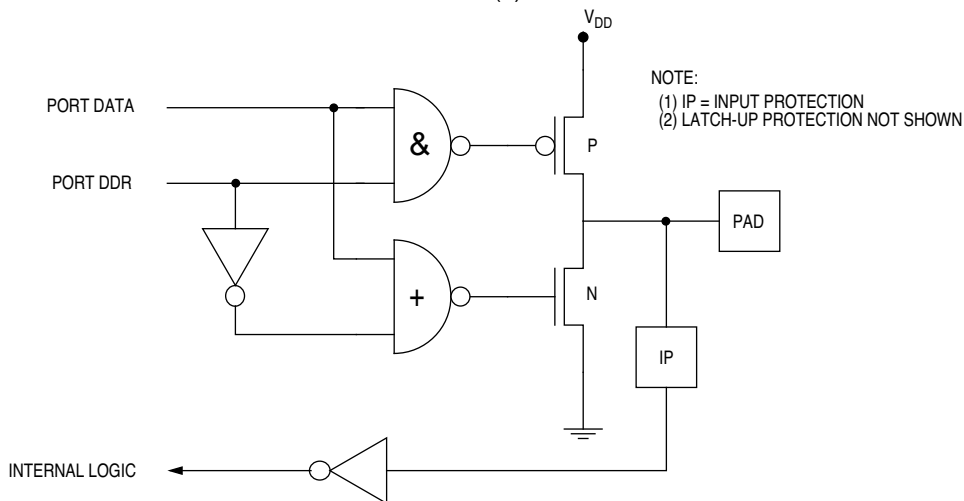 VDD
NOTE:
(1) IP = INPUT PROTECTION
(2) LATCH-UP PROTECTION NOT SHOWN
PORT DATA
&
P
PORT DDR
PAD
+
N
IP
INTERNAL LOGIC